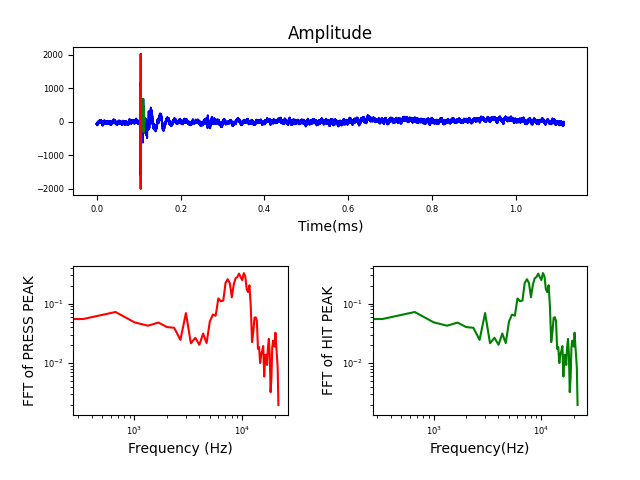 Amplitude
2000
1000
0
−1000
−2000
0.0 0.2 0.4 0.6 0.8 1.0
Time(ms)
FFT of PRESS PEAK
10⁻¹
10⁻²
10³ 10⁴
Frequency (Hz)
FFT of HIT PEAK
10⁻¹
10⁻²
10³ 10⁴
Frequency(Hz)